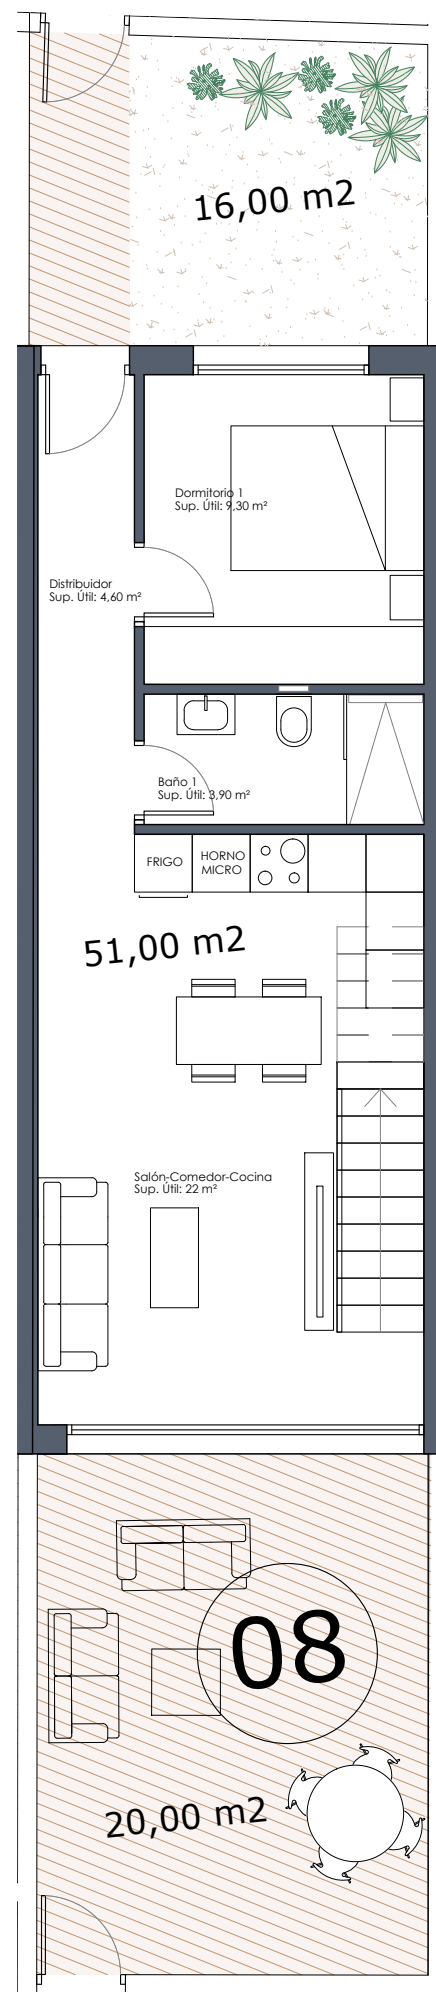 16,00 m2
Dormitorio 1
Sup. Útil: 9,30 m²
Distribuidor
Sup. Útil: 4,60 m²
Baño 1
Sup. Útil: 3,90 m²
FRIGO
HORNO
MICRO
51,00 m2
Salón-Comedor-Cocina
Sup. Útil: 22 m²
08
20,00 m2